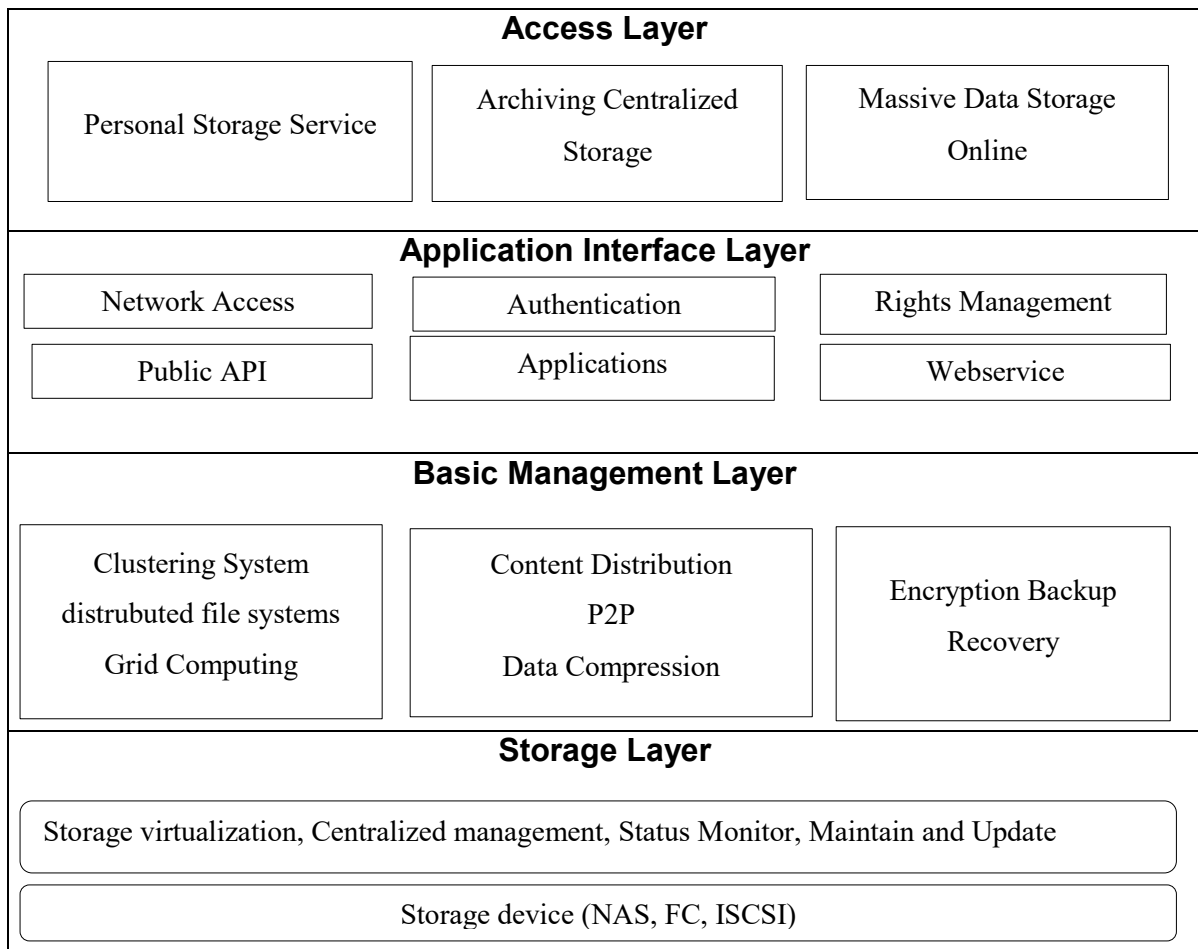 Access Layer
Personal Storage Service
Archiving Centralized
Storage
Massive Data Storage
Online
Application Interface Layer
Network Access
Authentication
Rights Management
Public API
Applications
Webservice
Basic Management Layer
Clustering System
distrubuted file systems
Grid Computing
Content Distribution
P2P
Data Compression
Encryption Backup
Recovery
Storage Layer
Storage virtualization, Centralized management, Status Monitor, Maintain and Update
Storage device (NAS, FC, ISCSI)